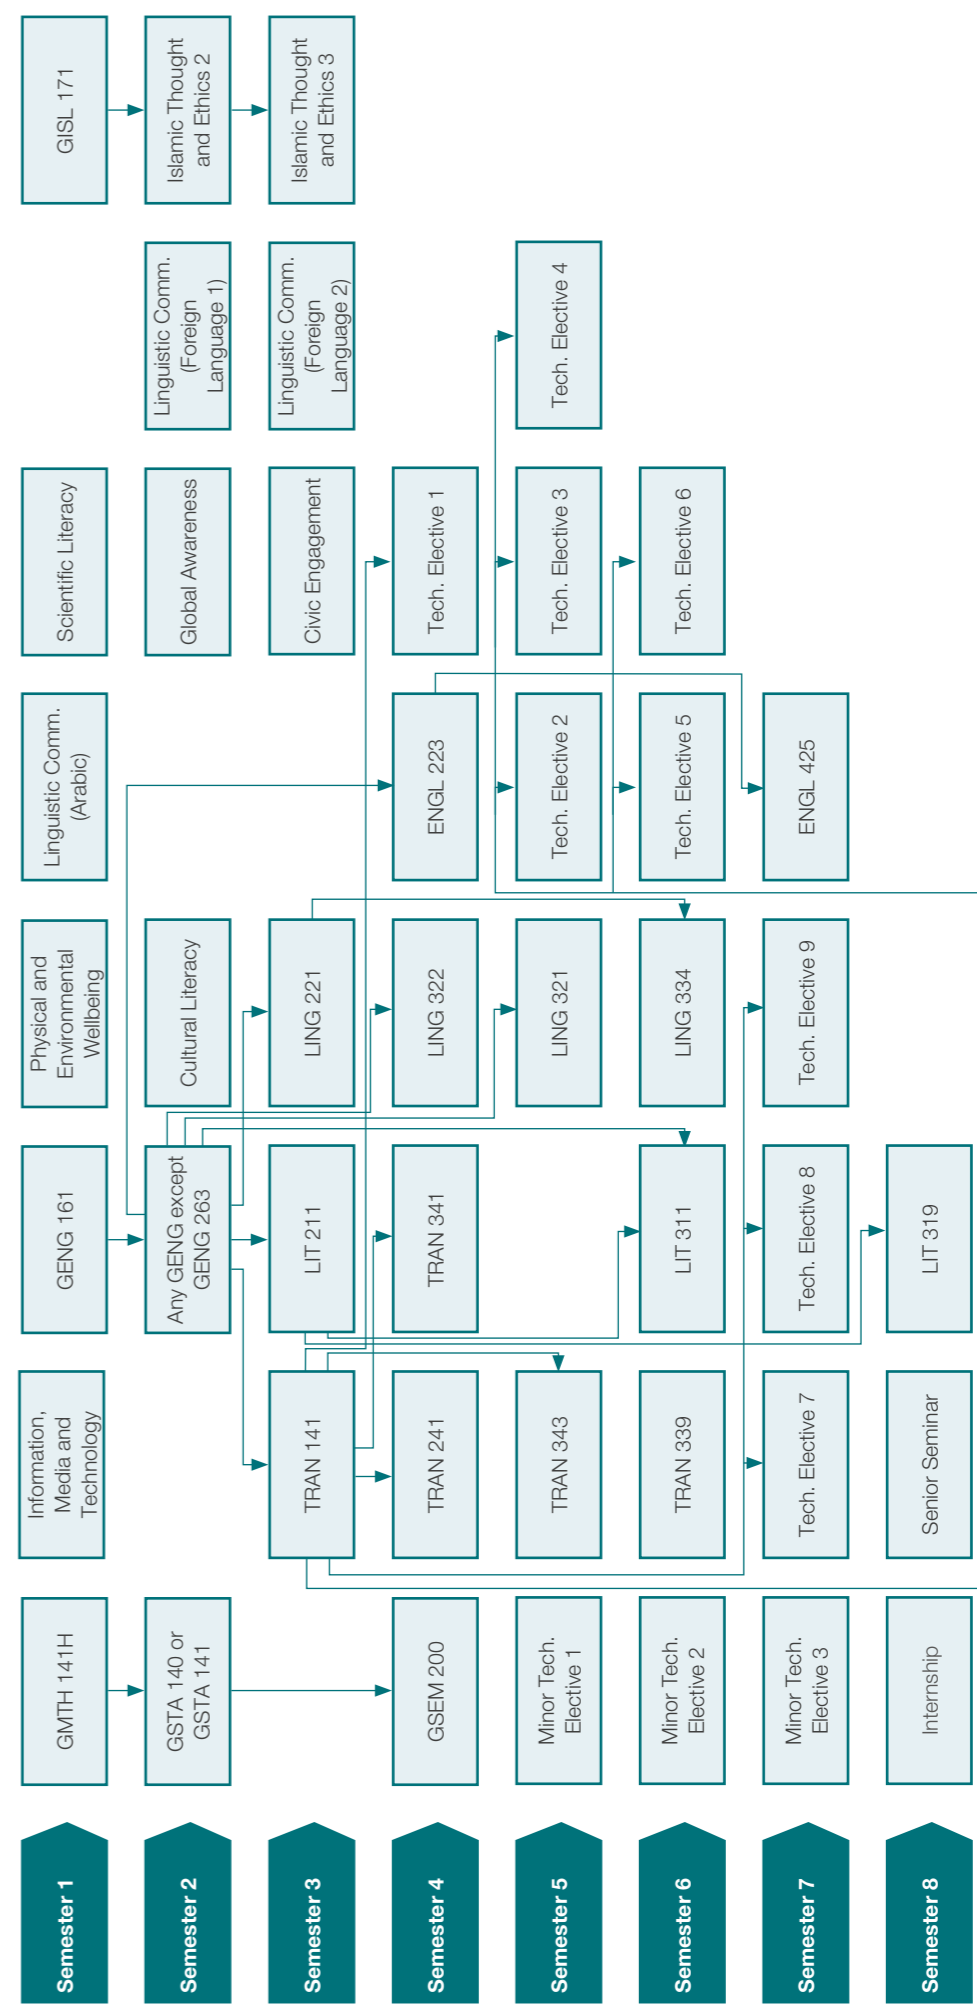 Semester 1
GMTH 141H
Information,
Media and
Technology
GENG 161
Physical and
Environmental
Wellbeing
Linguistic Comm.
(Arabic)
Scientific Literacy
GISL 171
Semester 2
GSTA 140 or
GSTA 141
Any GENG except
GENG 263
Cultural Literacy
Global Awareness
Linguistic Comm.
(Foreign
Language 1)
Islamic Thought
and Ethics 2
Semester 3
TRAN 141
LIT 211
LING 221
Civic Engagement
Linguistic Comm.
(Foreign
Language 2)
Islamic Thought
and Ethics 3
Semester 4
GSEM 200
TRAN 241
TRAN 341
LING 322
ENGL 223
Tech. Elective 1
Semester 5
Minor Tech.
Elective 1
TRAN 343
LING 321
Tech. Elective 2
Tech. Elective 3
Tech. Elective 4
Semester 6
Minor Tech.
Elective 2
TRAN 339
LIT 311
LING 334
Tech. Elective 5
Tech. Elective 6
Semester 7
Minor Tech.
Elective 3
Tech. Elective 7
Tech. Elective 8
Tech. Elective 9
ENGL 425
Semester 8
Internship
Senior Seminar
LIT 319